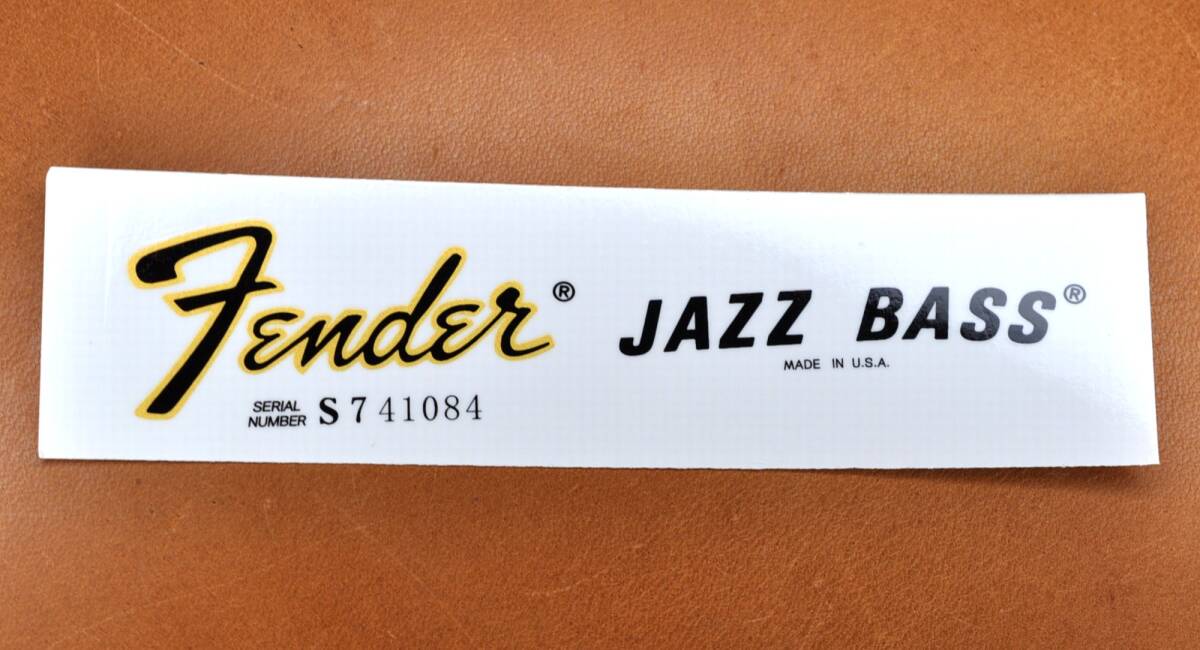 Fender® JAZZ BASS®
MADE IN U.S.A.
SERIAL
NUMBER S741084